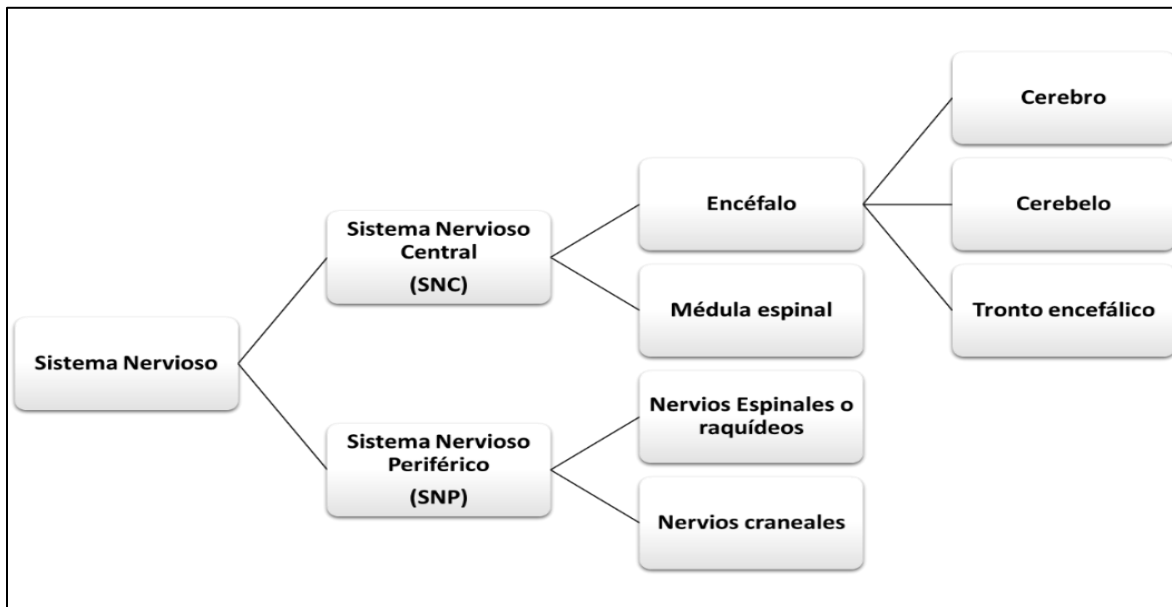 Sistema Nervioso
Sistema Nervioso
Central
(SNC)
Encéfalo
Cerebro
Cerebelo
Tronto encefálico
Médula espinal
Sistema Nervioso
Periférico
(SNP)
Nervios Espinales o
raquídeos
Nervios craneales